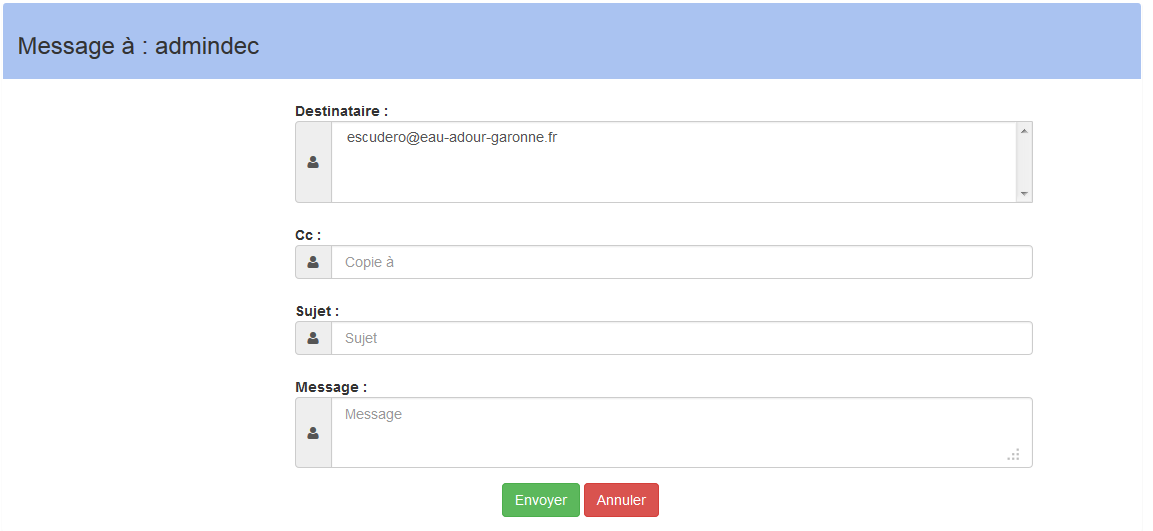 Message à : admindec
Destinataire :
escudero@eau-adour-garonne.fr
Cc :
Copie à
Sujet :
Sujet
Message :
Message
Envoyer Annuler